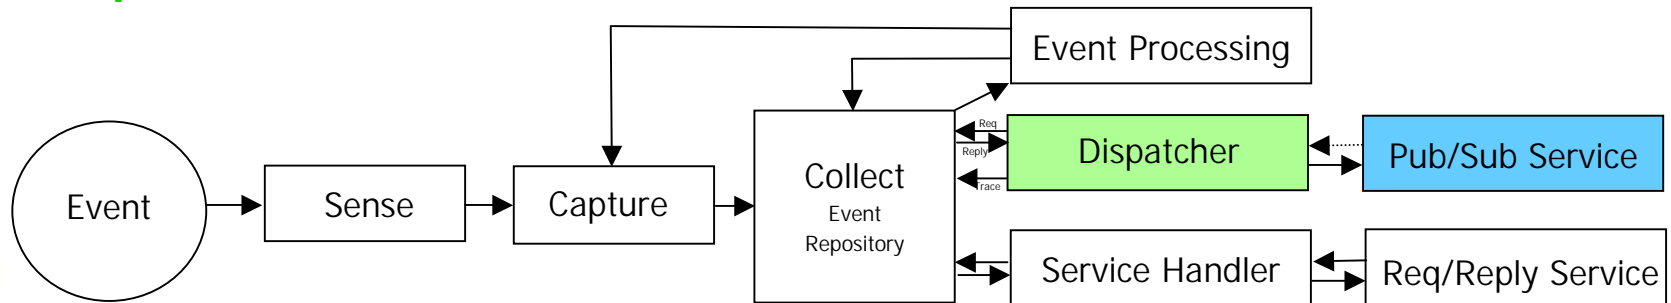 Event Processing
Req
Reply
Dispatcher
Pub/Sub Service
Collect
Trace
Event
Sense
Capture
Event
Repository
Service Handler
Req/Reply Service